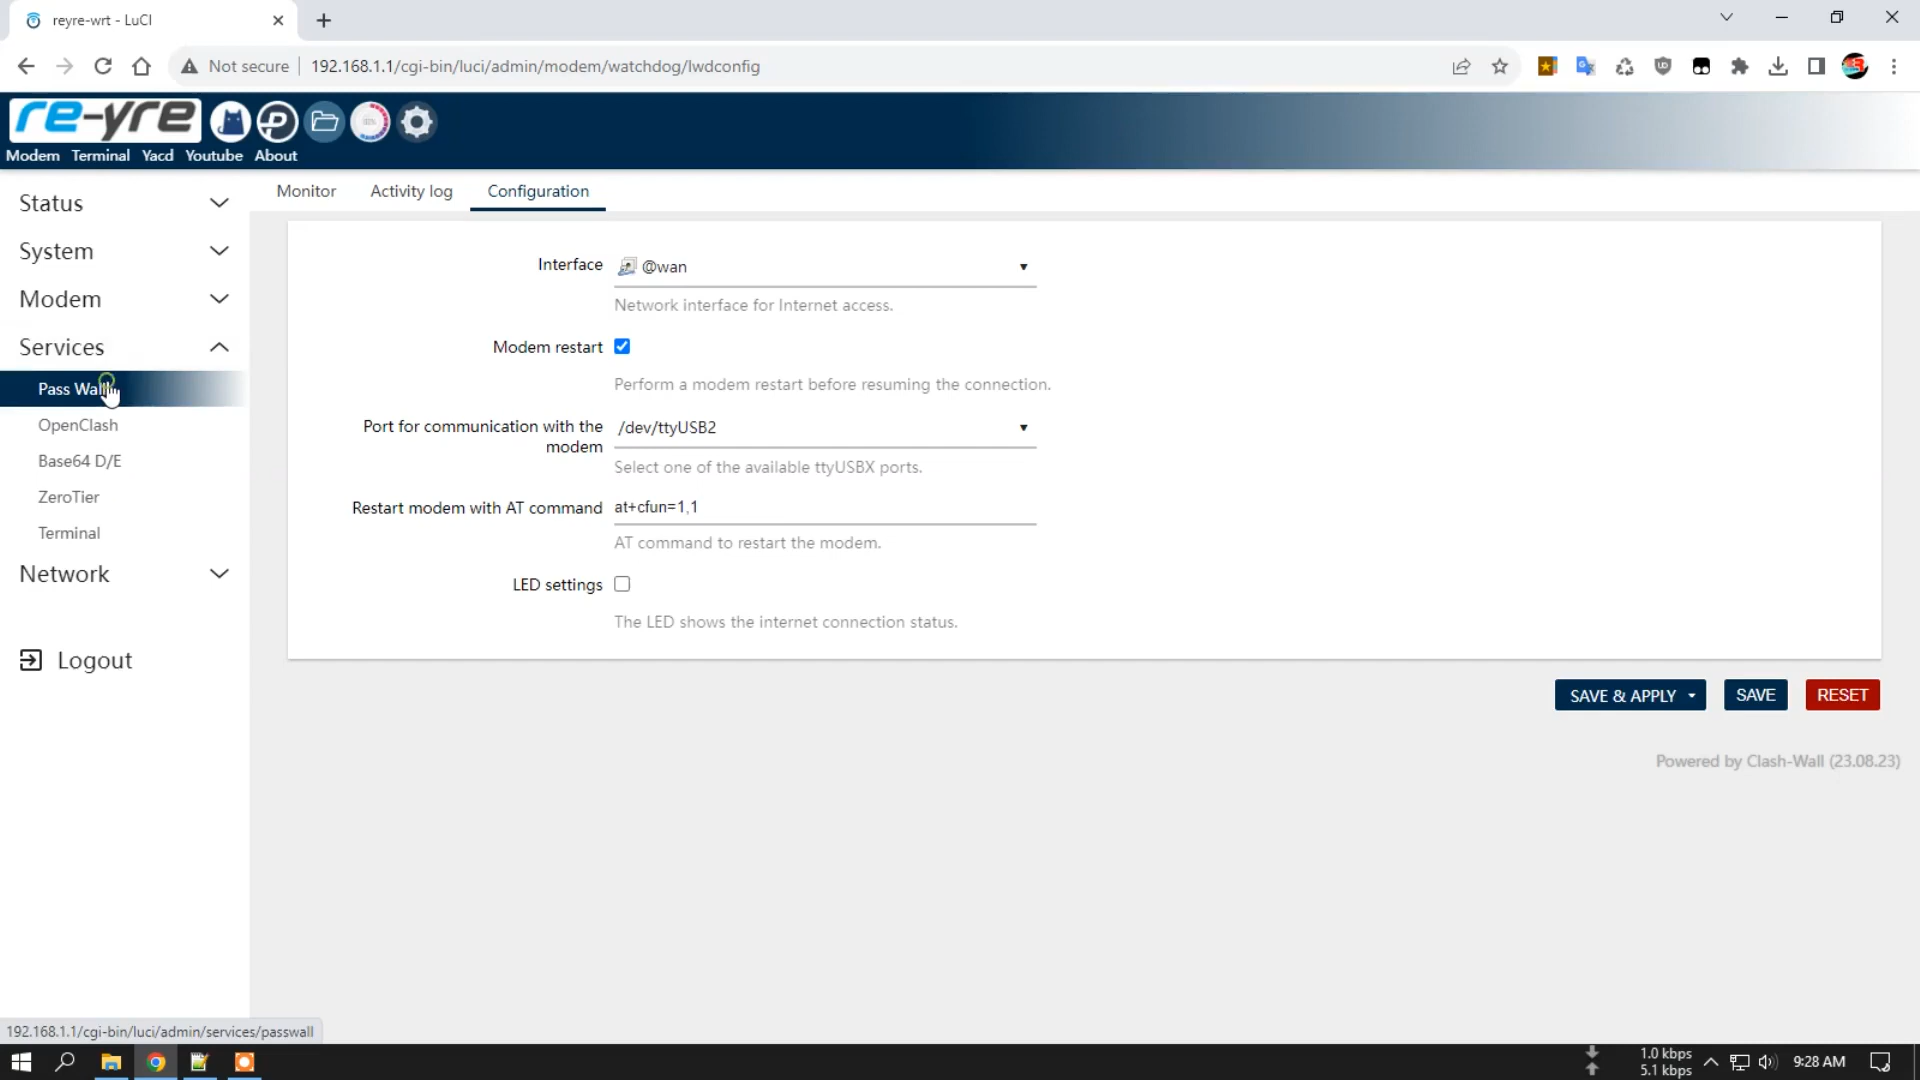 reyre-wrt - LuCI
Not secure
192.168.1.1/cgi-bin/luci/admin/modem/watchdog/lwdconfig
re-yre
Modem Terminal Yacd Youtube About
Status
System
Modem
Services
Pass Wall
OpenClash
Base64 D/E
ZeroTier
Terminal
Network
Logout
Monitor Activity log Configuration
Interface @wan
Network interface for Internet access.
Modem restart
Perform a modem restart before resuming the connection.
Port for communication with the modem /dev/ttyUSB2
Select one of the available ttyUSBX ports.
Restart modem with AT command at+cfun=1,1
AT command to restart the modem.
LED settings
The LED shows the internet connection status.
SAVE & APPLY SAVE RESET
Powered by Clash-Wall (23.08.23)
192.168.1.1/cgi-bin/luci/admin/services/passwall
1.0 kbps
5.1 kbps
9:28 AM